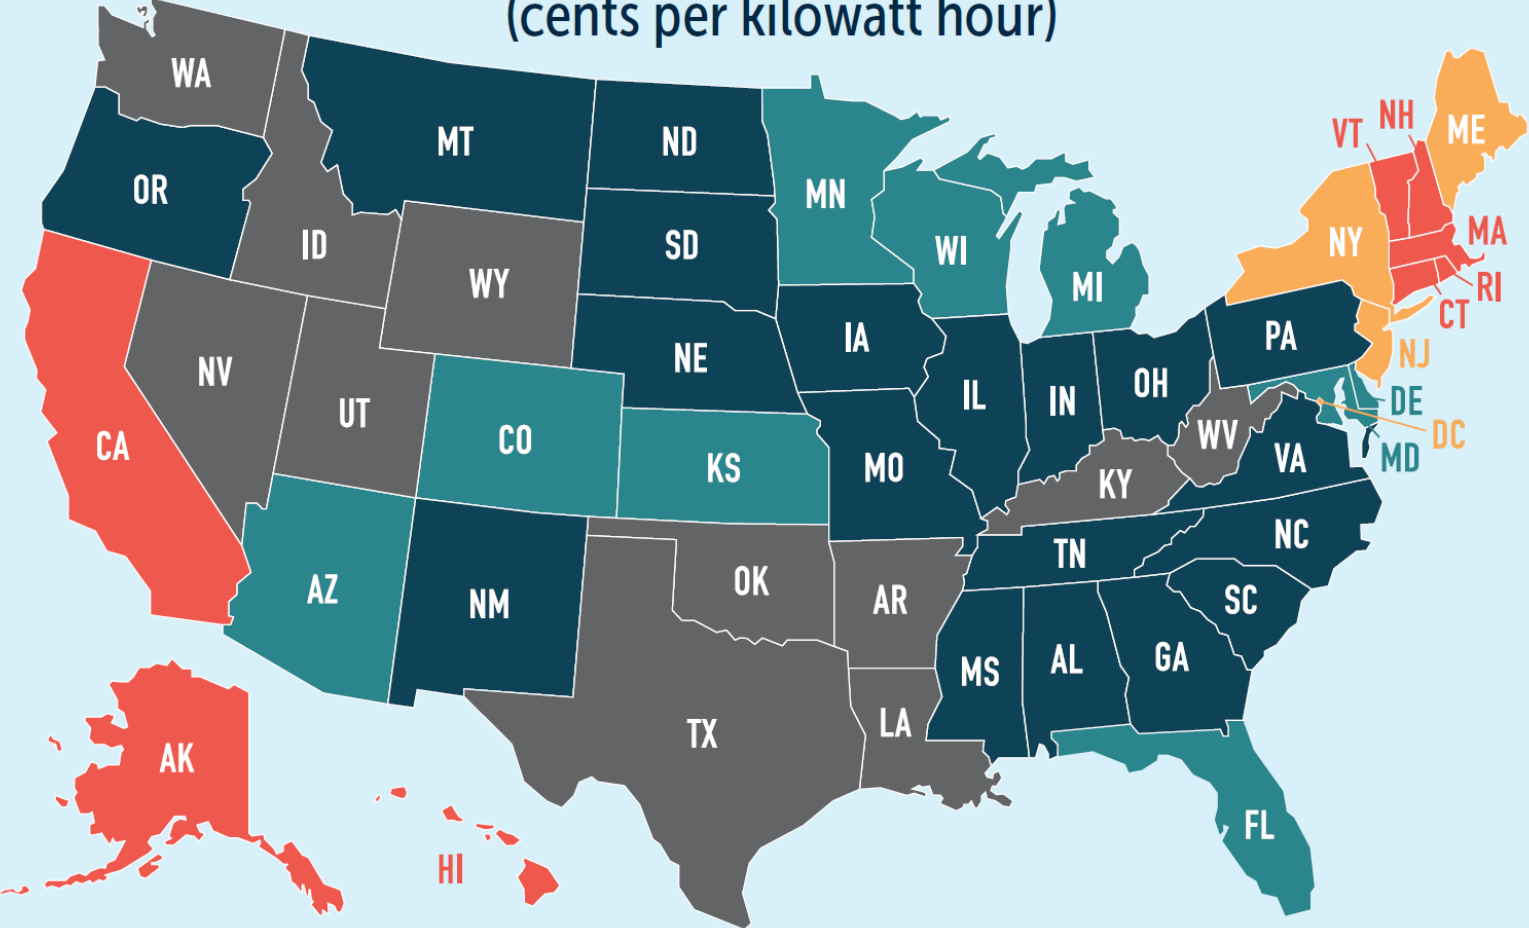 (cents per kilowatt hour)
WA
MT
ND
OR
MN
ID
SD
WI
MI
WY
VT
NH
ME
NY
MA
RI
CT
NJ
DE
DC
MD
NV
UT
CO
NE
IA
IL
IN
OH
PA
WV
VA
CA
KS
MO
KY
AZ
NM
OK
AR
TN
NC
SC
TX
LA
MS
AL
GA
FL
AK
HI